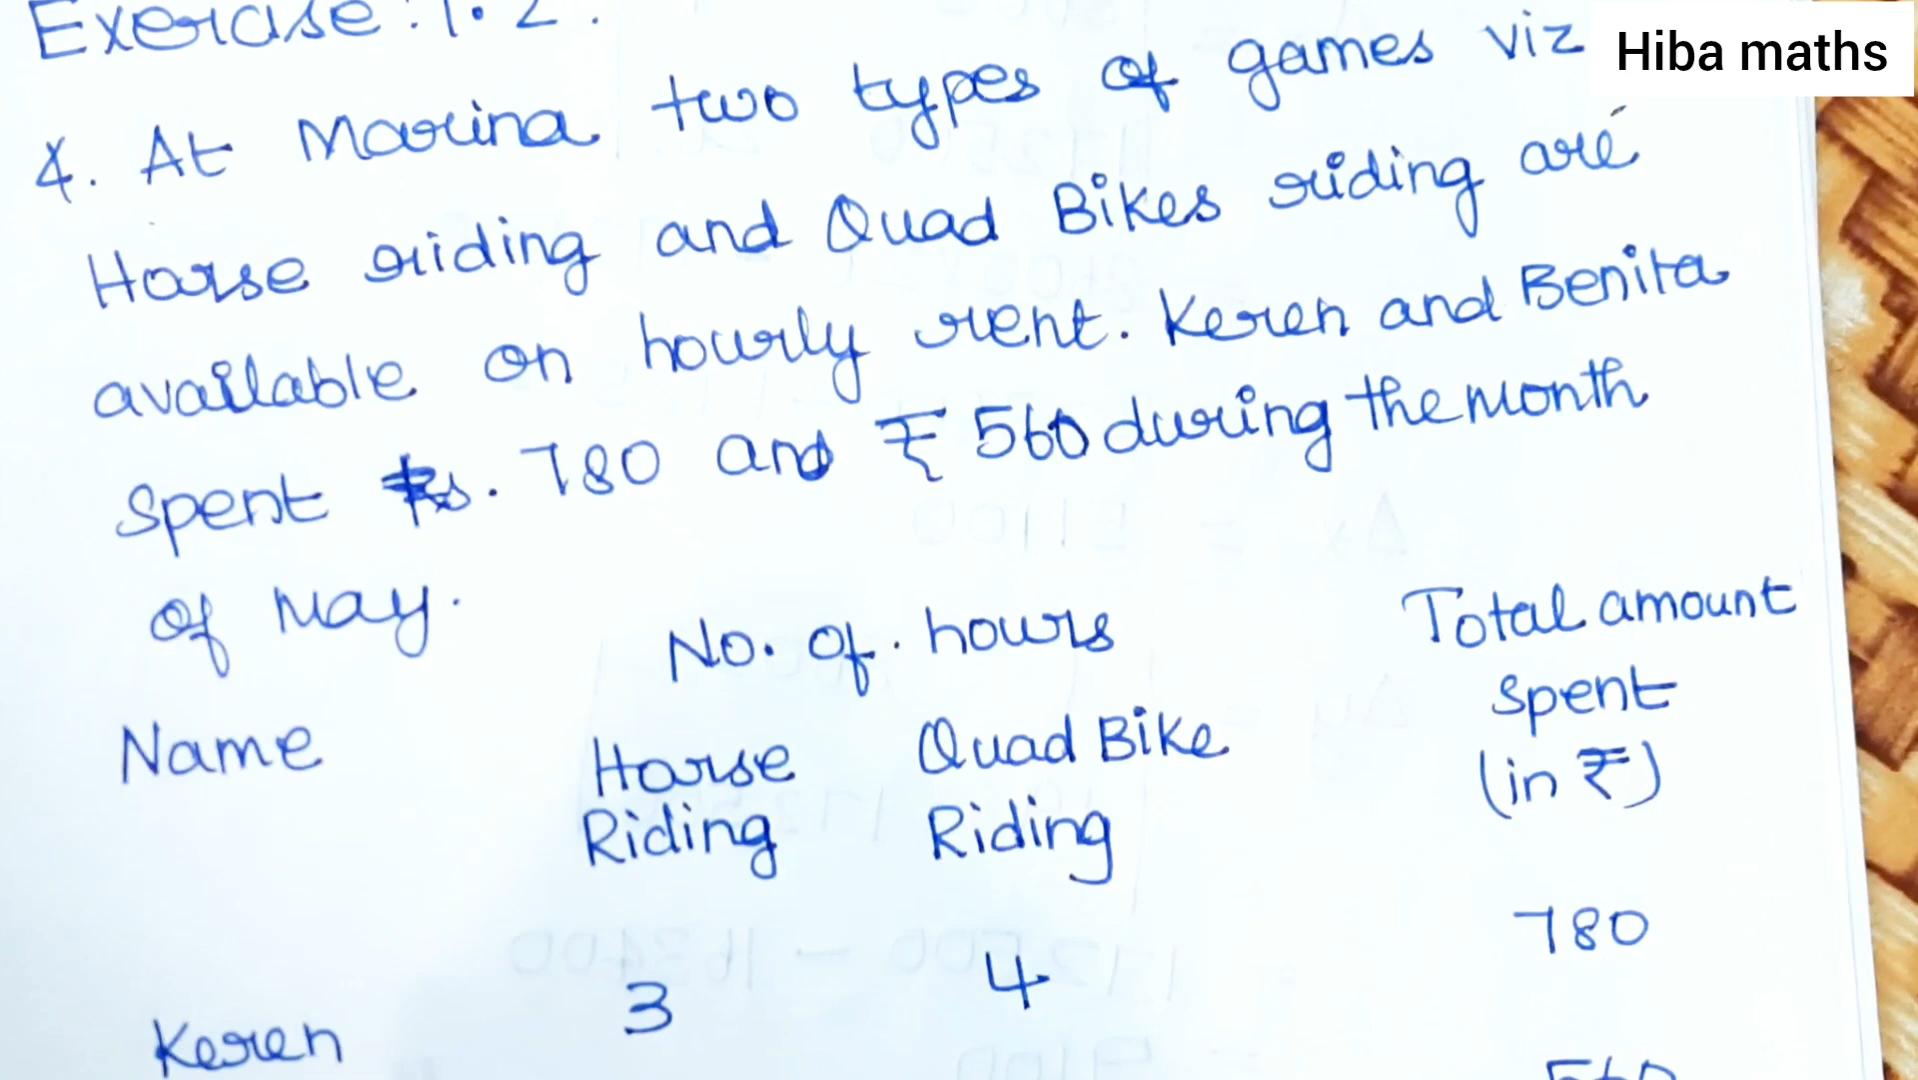 Exercise: 1.2.
Hiba maths
4. At Marina two types of games viz
Horse riding and Quad Bikes riding are
available on hourly rent. Keren and Benita
spent Rs. 780 and ₹ 560 during the month
of May.
No. of. hours
Total amount
spent
(in ₹)
Name
Horse
Riding
Quad Bike
Riding
Keren 3 4 780
560